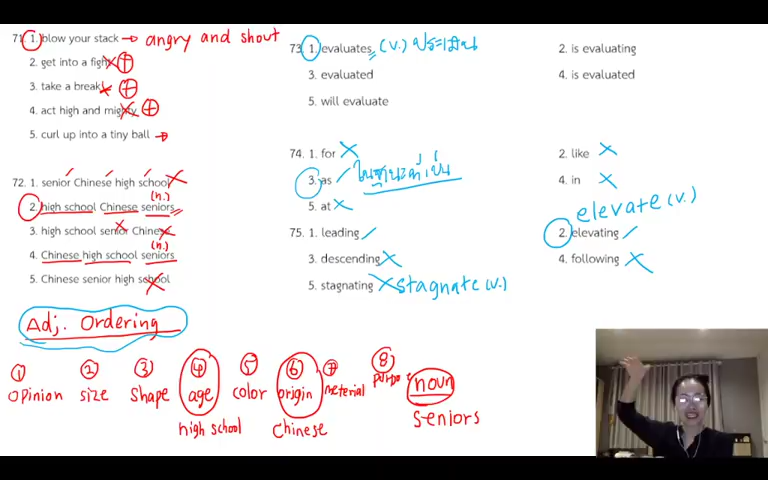 71. 1. blow your stack → angry and shout
2. get into a fight
3. take a break
4. act high and mighty
5. curl up into a tiny ball
72. 1. senior Chinese high school
(n.)
2. high school Chinese seniors
3. high school senior Chinese
(n.)
4. Chinese high school seniors
5. Chinese senior high school
Adj. Ordering
① ② ③ ④ ⑤ ⑥ ⑦ ⑧
opinion size shape age color origin material purpose noun
high school Chinese seniors
73. 1. evaluates (v.) ประเมิน
2. is evaluating
3. evaluated
4. is evaluated
5. will evaluate
74. 1. for
2. like
3. as ในฐานะที่เป็น
4. in
5. at
elevate (v.)
75. 1. leading
2. elevating
3. descending
4. following
5. stagnating stagnate (v.)